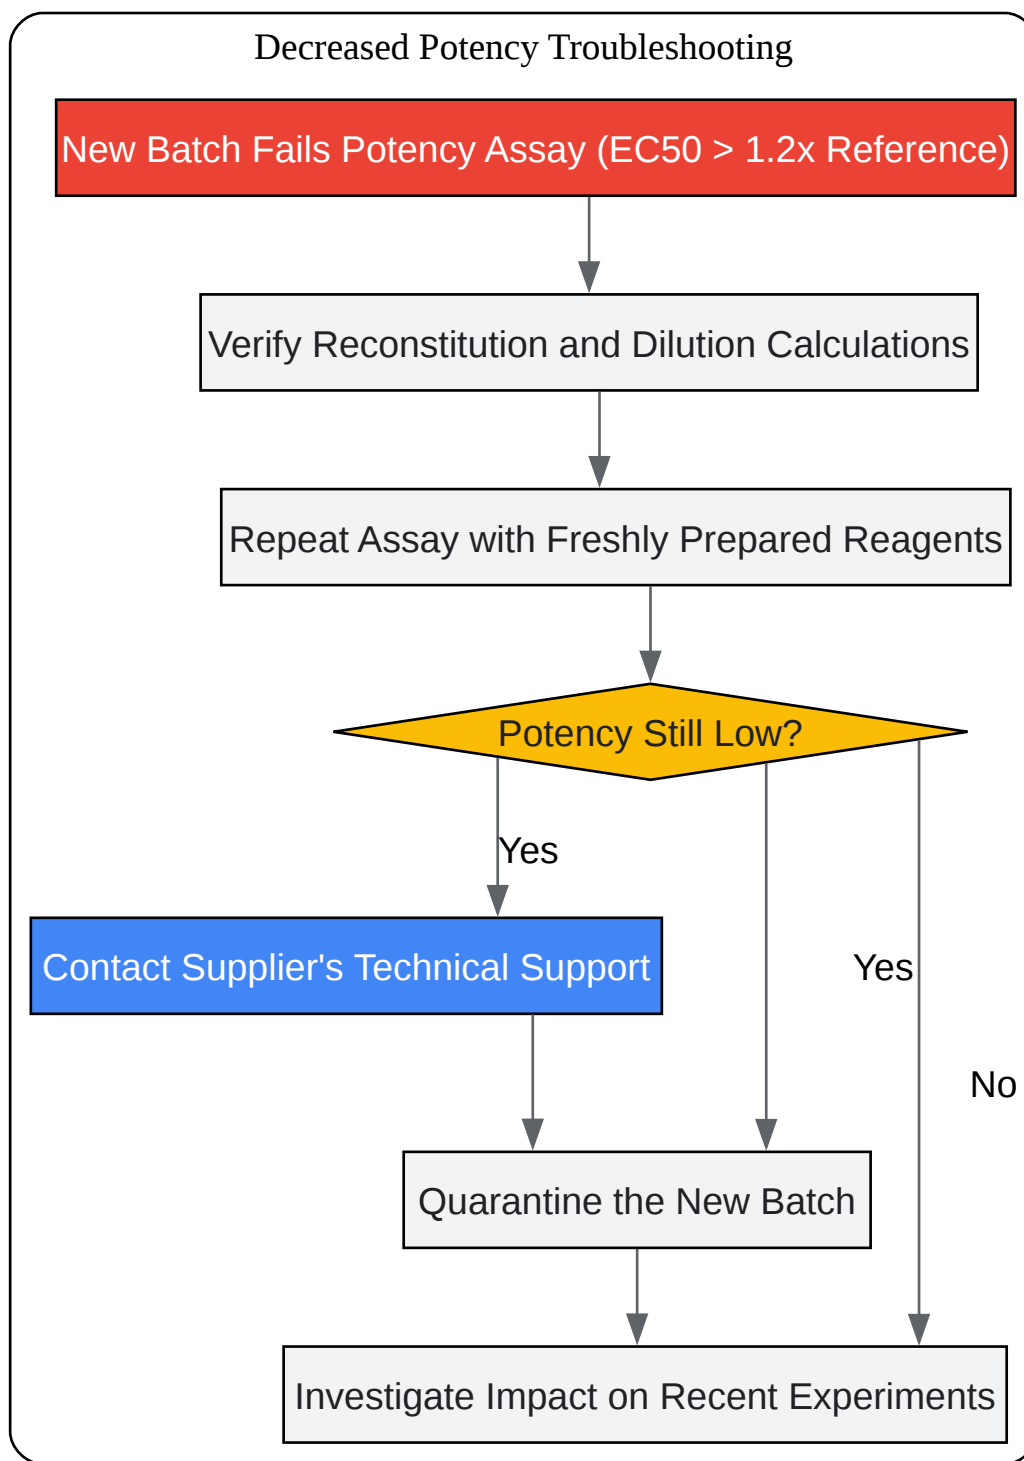 Decreased Potency Troubleshooting
New Batch Fails Potency Assay (EC50 > 1.2x Reference)
Verify Reconstitution and Dilution Calculations
Repeat Assay with Freshly Prepared Reagents
Potency Still Low?
Yes
Contact Supplier's Technical Support
Yes
No
Quarantine the New Batch
Investigate Impact on Recent Experiments